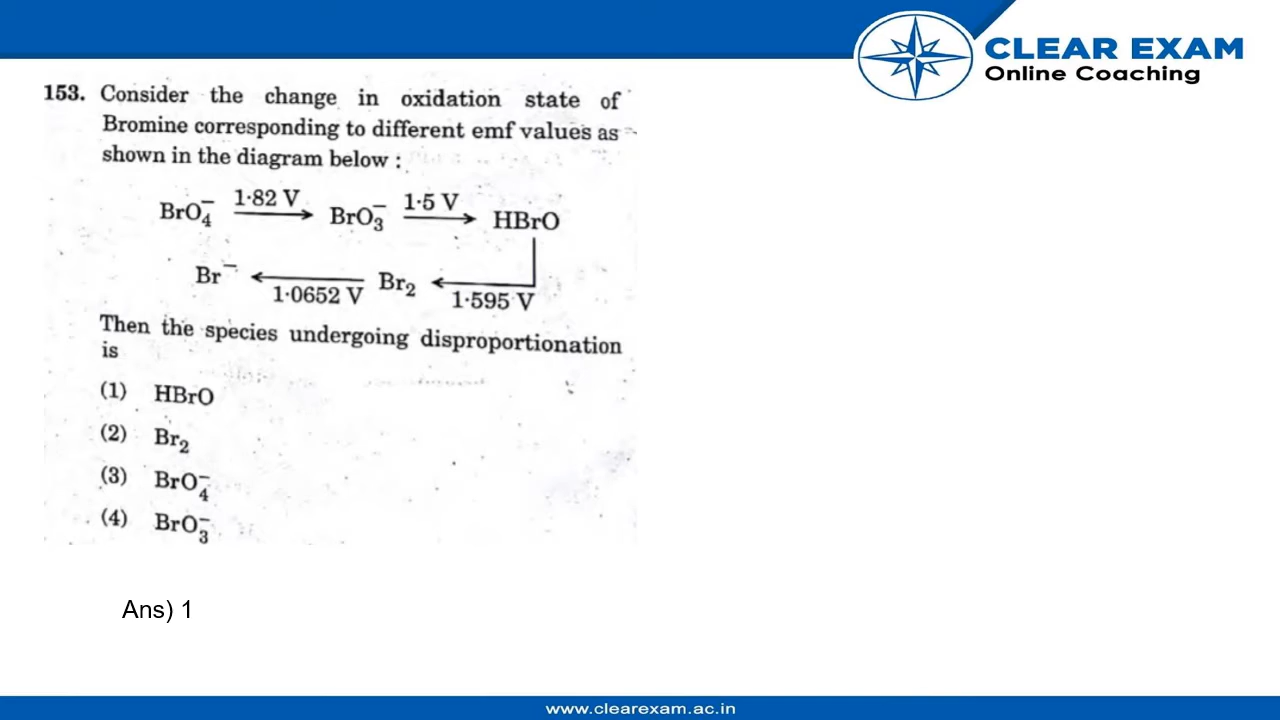 CLEAR EXAM
Online Coaching
153. Consider the change in oxidation state of
Bromine corresponding to different emf values as
shown in the diagram below :
BrO₄⁻ 1·82 V BrO₃⁻ 1·5 V HBrO
Br⁻ 1·0652 V Br₂ 1·595 V
Then the species undergoing disproportionation
is
(1) HBrO
(2) Br₂
(3) BrO₄⁻
(4) BrO₃⁻
Ans) 1
www.clearexam.ac.in